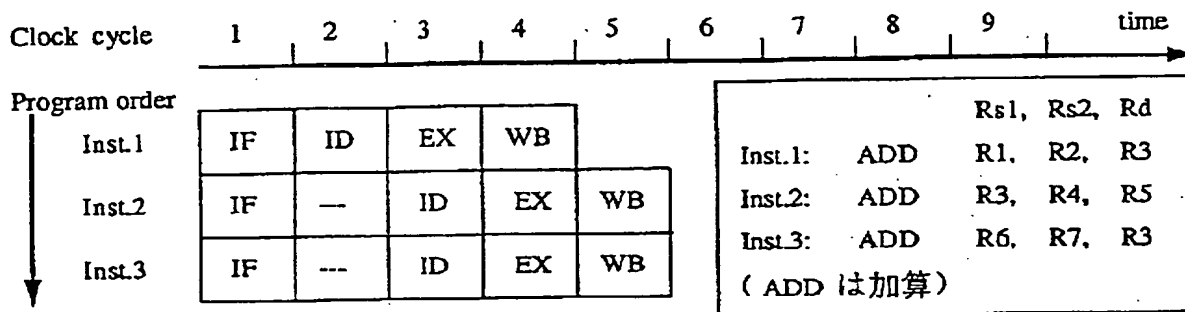 Clock cycle 1 2 3 4 5 6 7 8 9 time
Program order
Inst.1 IF ID EX WB
Inst.2 IF --- ID EX WB
Inst.3 IF --- ID EX WB
Rs1, Rs2, Rd
Inst.1: ADD R1, R2, R3
Inst.2: ADD R3, R4, R5
Inst.3: ADD R6, R7, R3
( ADD は加算)